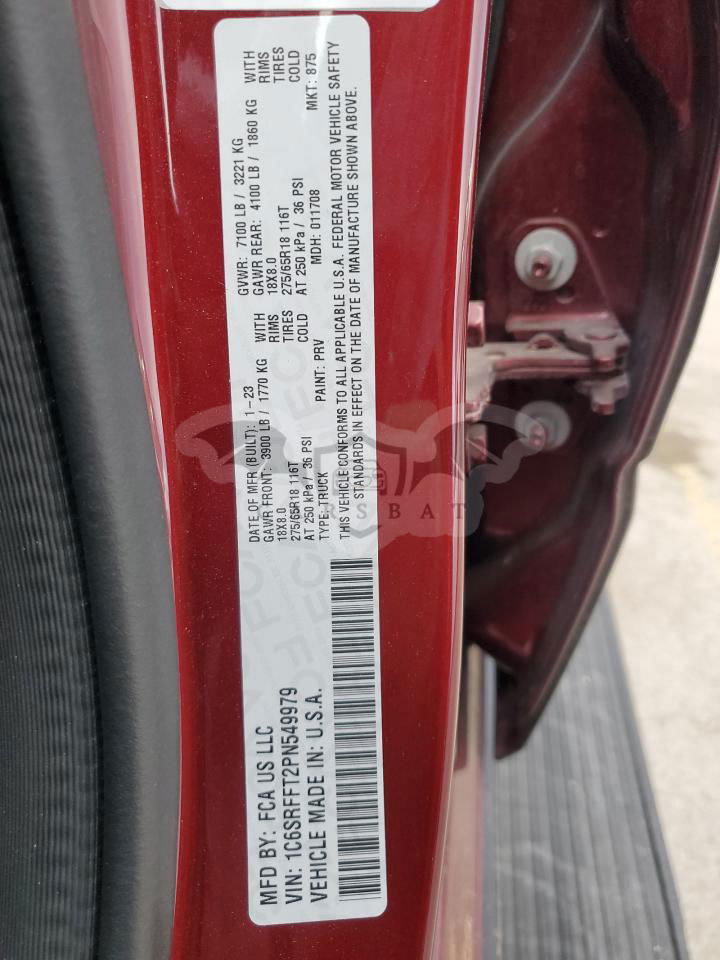 MFD BY: FCA US LLC
VIN: 1C6SRFFT2PN549979
VEHICLE MADE IN: U.S.A.
DATE OF MFR (BUILT): 1-23
GAWR FRONT: 3900 LB / 1770 KG WITH
18X8.0 RIMS
275/65R18 116T TIRES
AT 250 kPa / 36 PSI COLD
TYPE: TRUCK PAINT: PRV
GVWR: 7100 LB / 3221 KG
GAWR REAR: 4100 LB / 1860 KG WITH
18X8.0 RIMS
275/65R18 116T TIRES
AT 250 kPa / 36 PSI COLD
MDH: 011708 MKT: 875
THIS VEHICLE CONFORMS TO ALL APPLICABLE U.S.A. FEDERAL MOTOR VEHICLE SAFETY
STANDARDS IN EFFECT ON THE DATE OF MANUFACTURE SHOWN ABOVE.
RSBAT